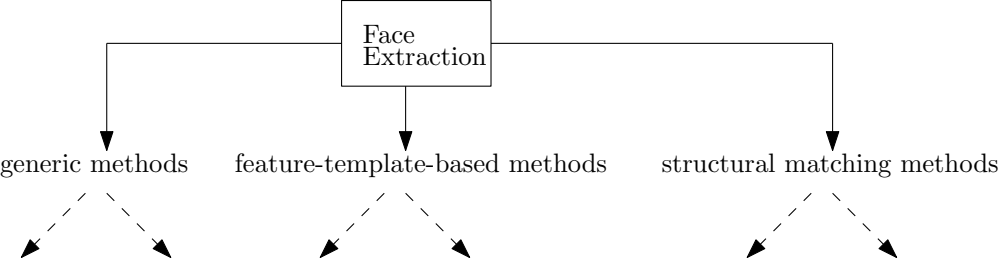 Face
Extraction
generic methods
feature-template-based methods
structural matching methods